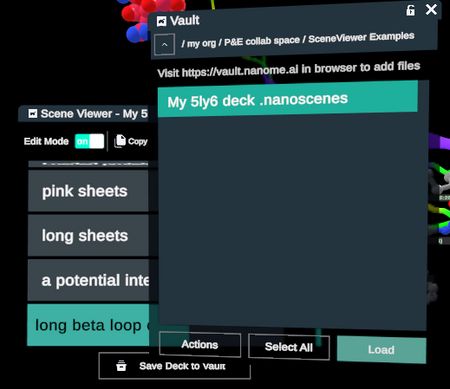 Vault
/ my org / P&E collab space / SceneViewer Examples
Visit https://vault.nanome.ai in browser to add files
My 5ly6 deck .nanoscenes
Scene Viewer - My 5
Edit Mode
on
Copy
pink sheets
long sheets
a potential inte
long beta loop
Actions
Select All
Load
Save Deck to Vault